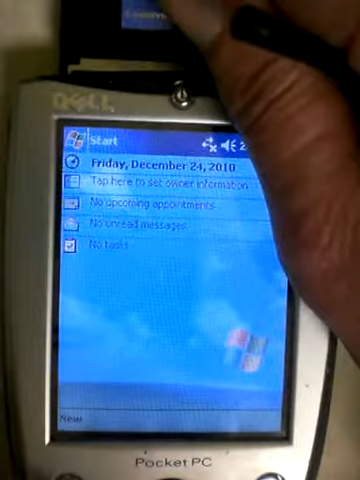 DELL
Start 2
Friday, December 24, 2010
Tap here to set owner information
No upcoming appointments
No unread messages
No tasks
New
Pocket PC